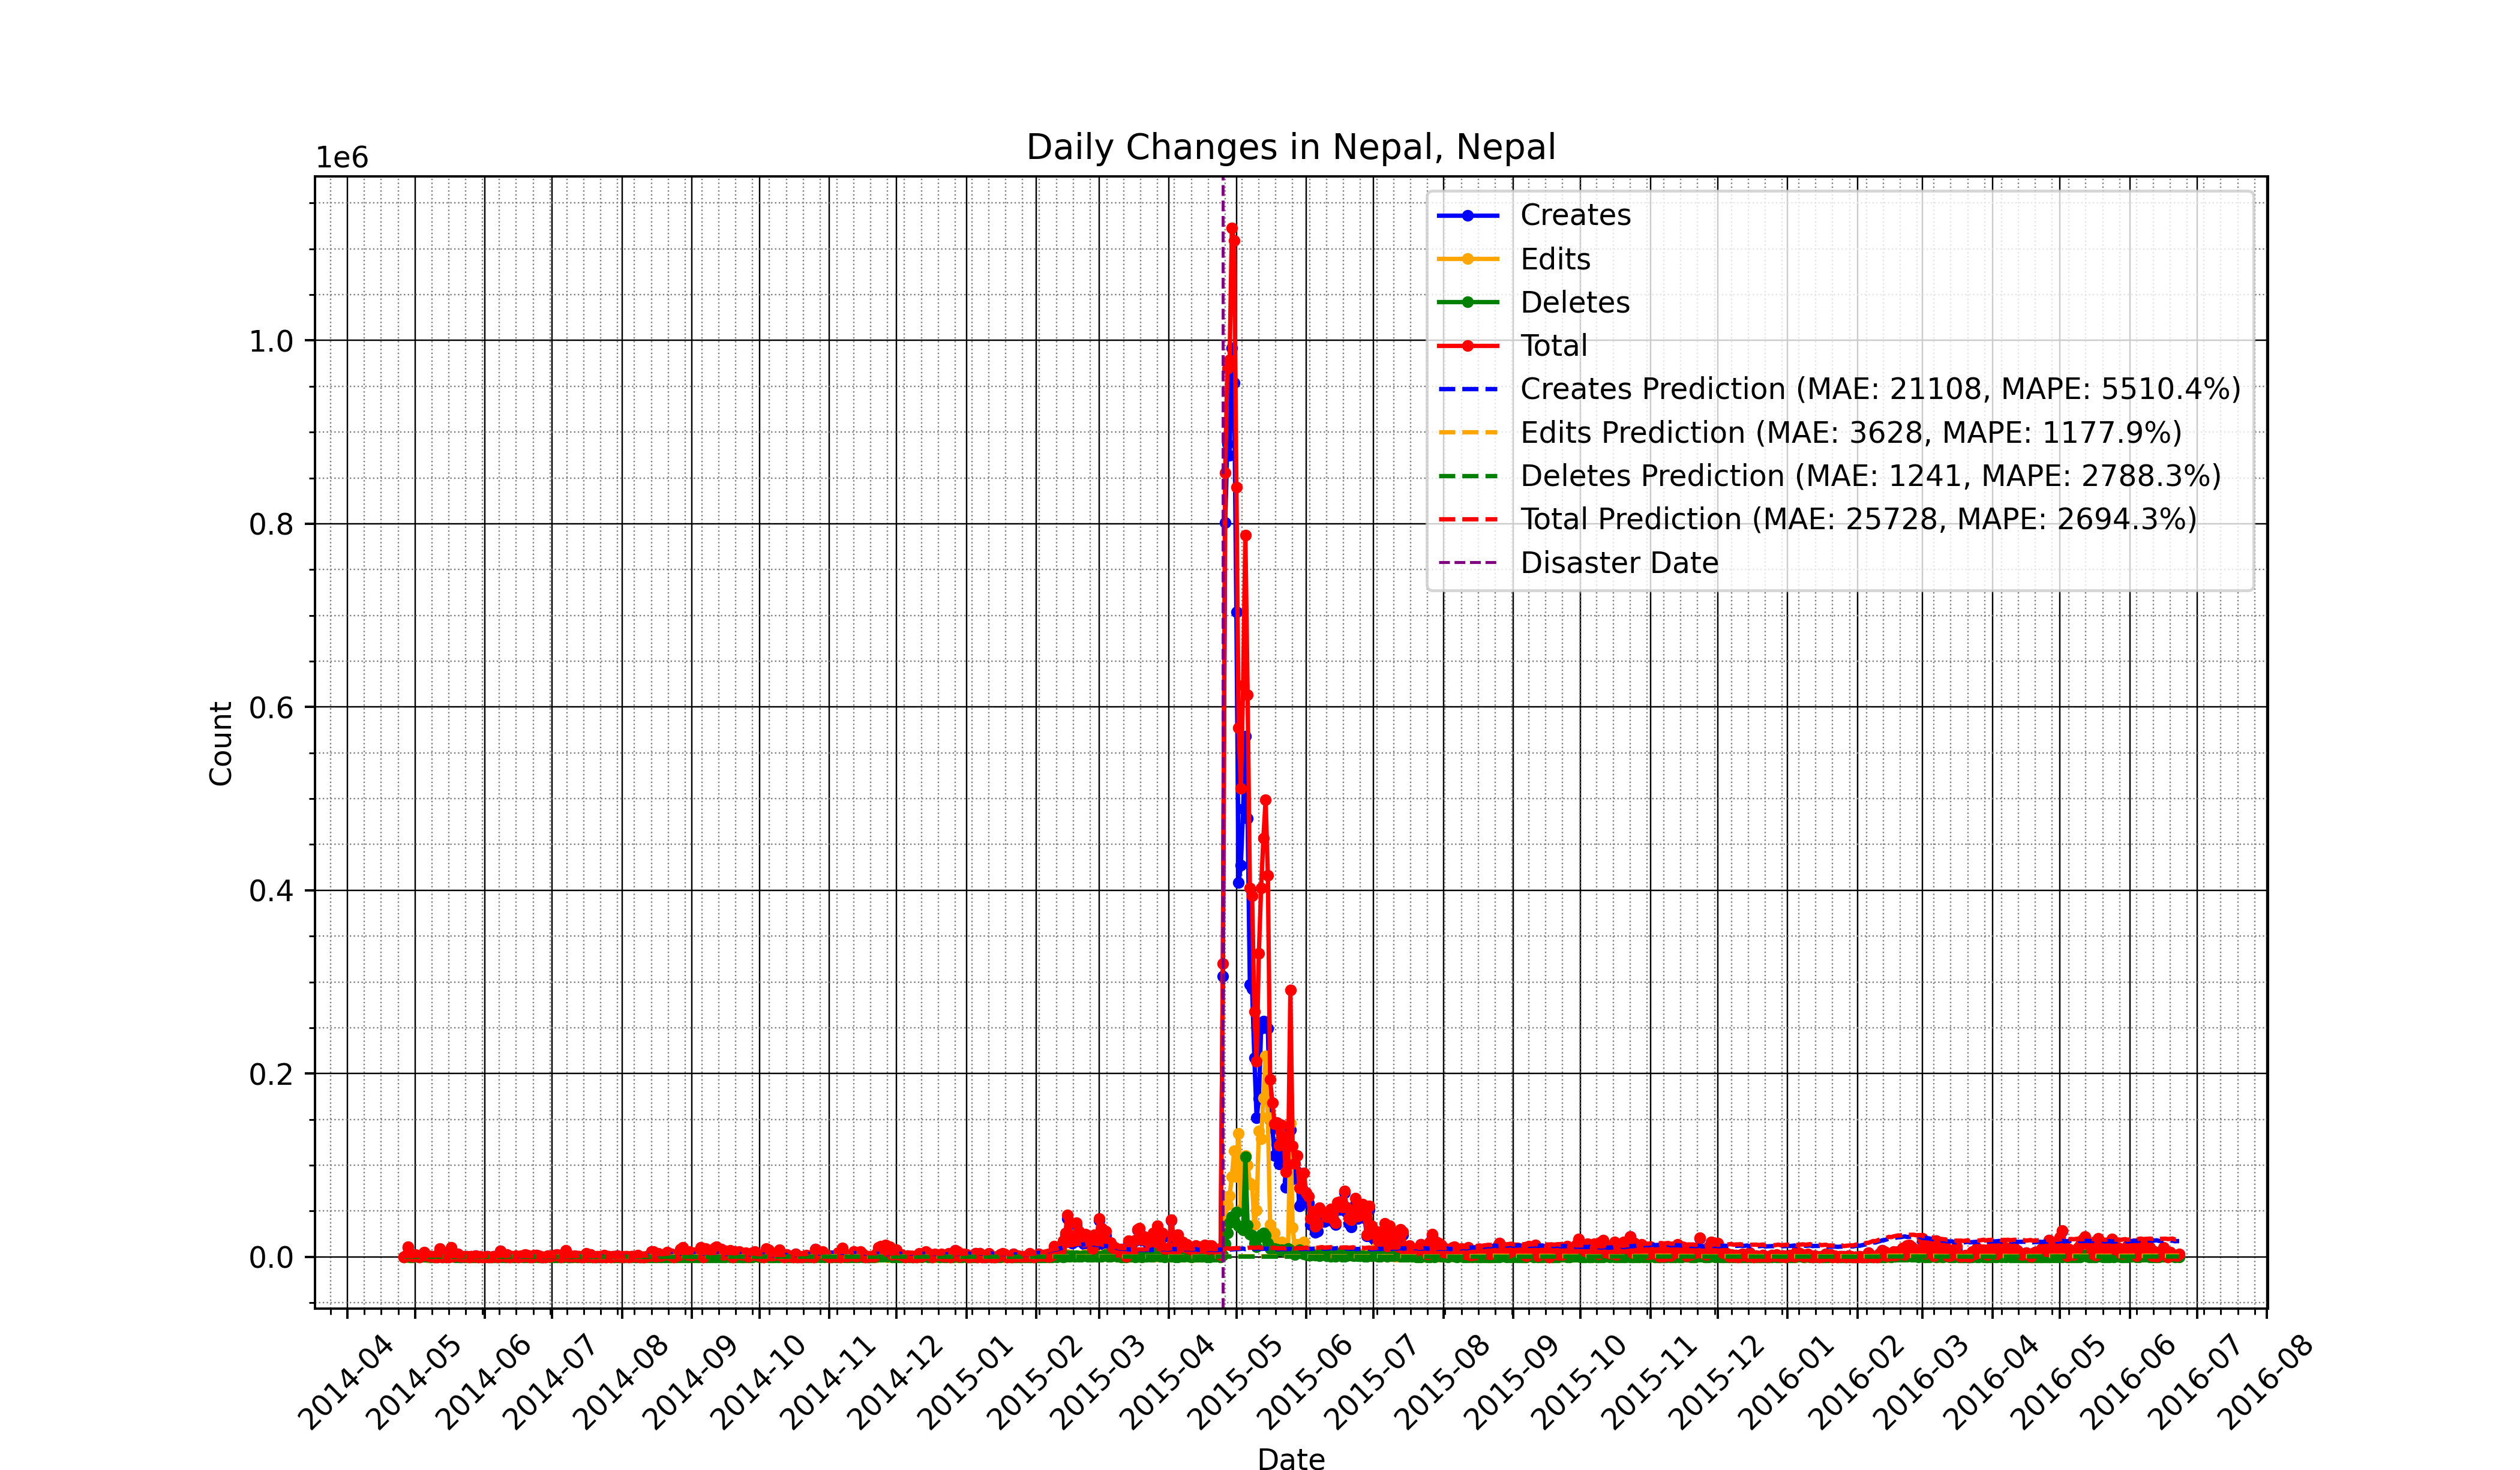 Daily Changes in Nepal, Nepal
1e6
Creates
Edits
Deletes
Total
Creates Prediction (MAE: 21108, MAPE: 5510.4%)
Edits Prediction (MAE: 3628, MAPE: 1177.9%)
Deletes Prediction (MAE: 1241, MAPE: 2788.3%)
Total Prediction (MAE: 25728, MAPE: 2694.3%)
Disaster Date
1.0
0.8
0.6
0.4
0.2
0.0
Count
2014-04
2014-05
2014-06
2014-07
2014-08
2014-09
2014-10
2014-11
2014-12
2015-01
2015-02
2015-03
2015-04
2015-05
2015-06
2015-07
2015-08
2015-09
2015-10
2015-11
2015-12
2016-01
2016-02
2016-03
2016-04
2016-05
2016-06
2016-07
2016-08
Date